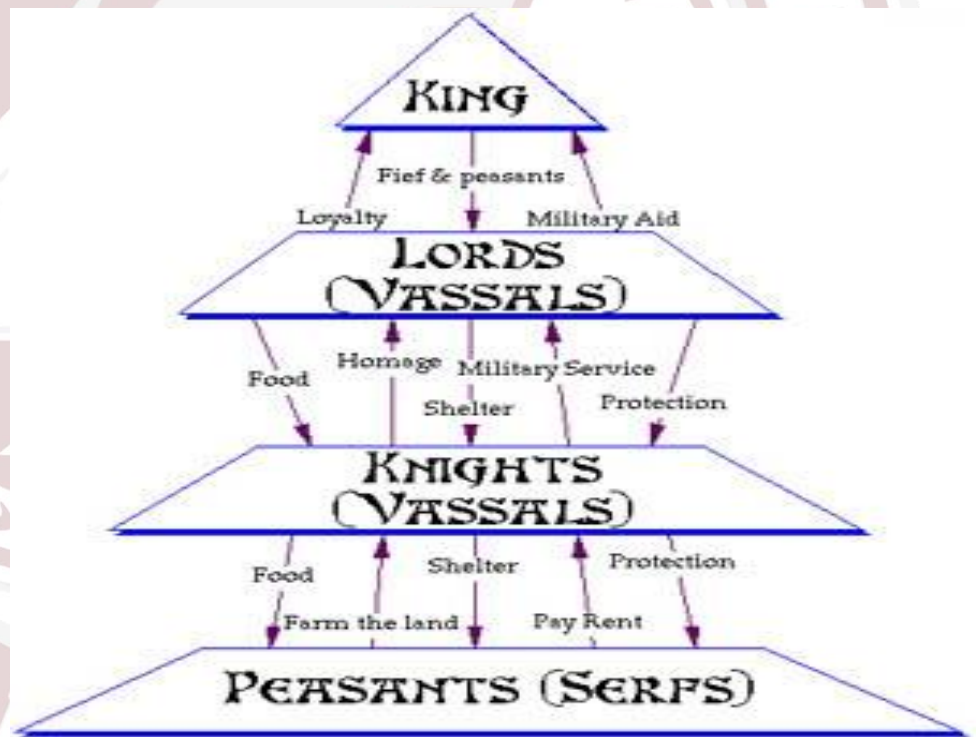 KING
Fief & peasants
Loyalty
Military Aid
LORDS
(VASSALS)
Food
Homage
Military Service
Shelter
Protection
KNIGHTS
(VASSALS)
Food
Shelter
Protection
Farm the land
Pay Rent
PEASANTS (SERFS)